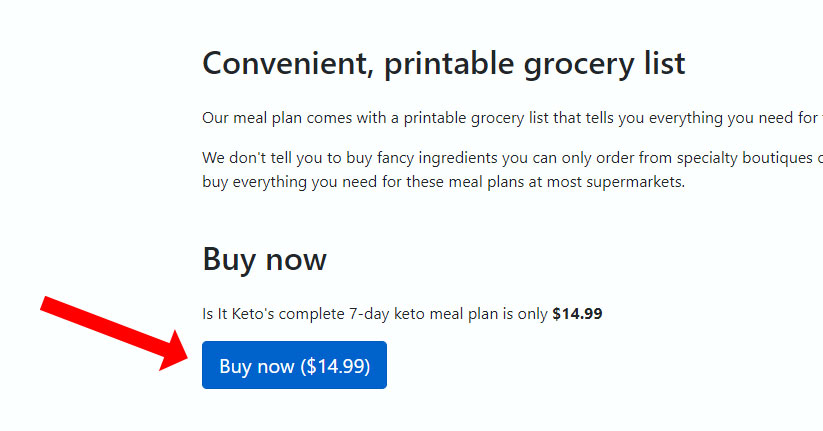 Convenient, printable grocery list
Our meal plan comes with a printable grocery list that tells you everything you need for
We don't tell you to buy fancy ingredients you can only order from specialty boutiques
buy everything you need for these meal plans at most supermarkets.
Buy now
Is It Keto's complete 7-day keto meal plan is only $14.99
Buy now ($14.99)